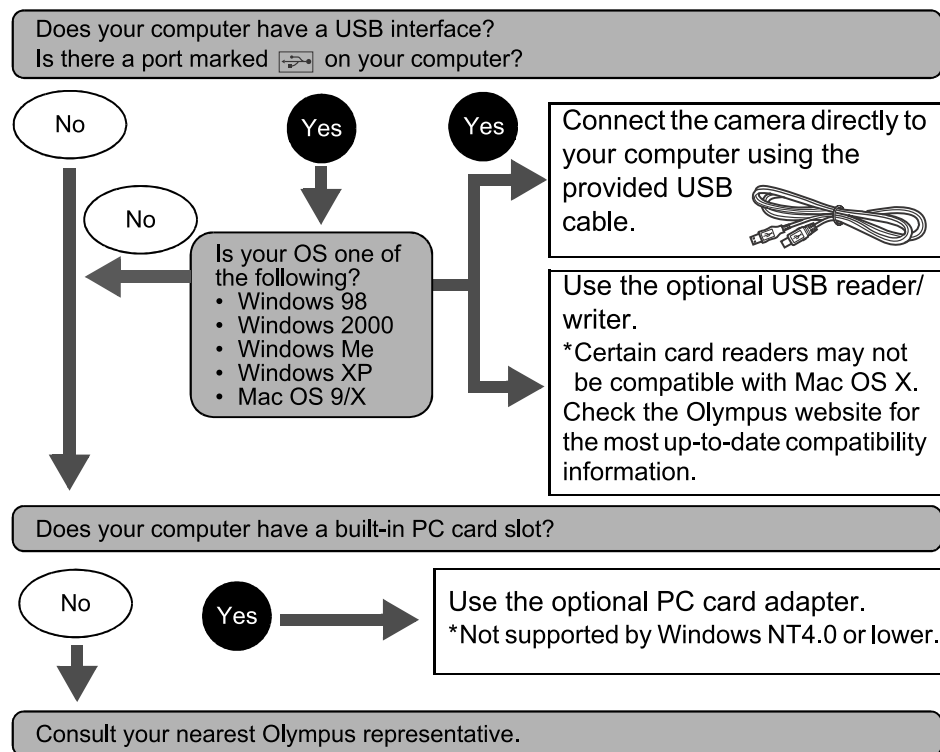 Does your computer have a USB interface?
Is there a port marked on your computer?
No
Yes
Yes
Connect the camera directly to
your computer using the
provided USB
cable.
No
Is your OS one of
the following?
• Windows 98
• Windows 2000
• Windows Me
• Windows XP
• Mac OS 9/X
Use the optional USB reader/
writer.
*Certain card readers may not
be compatible with Mac OS X.
Check the Olympus website for
the most up-to-date compatibility
information.
Does your computer have a built-in PC card slot?
No
Yes
Use the optional PC card adapter.
*Not supported by Windows NT4.0 or lower.
Consult your nearest Olympus representative.